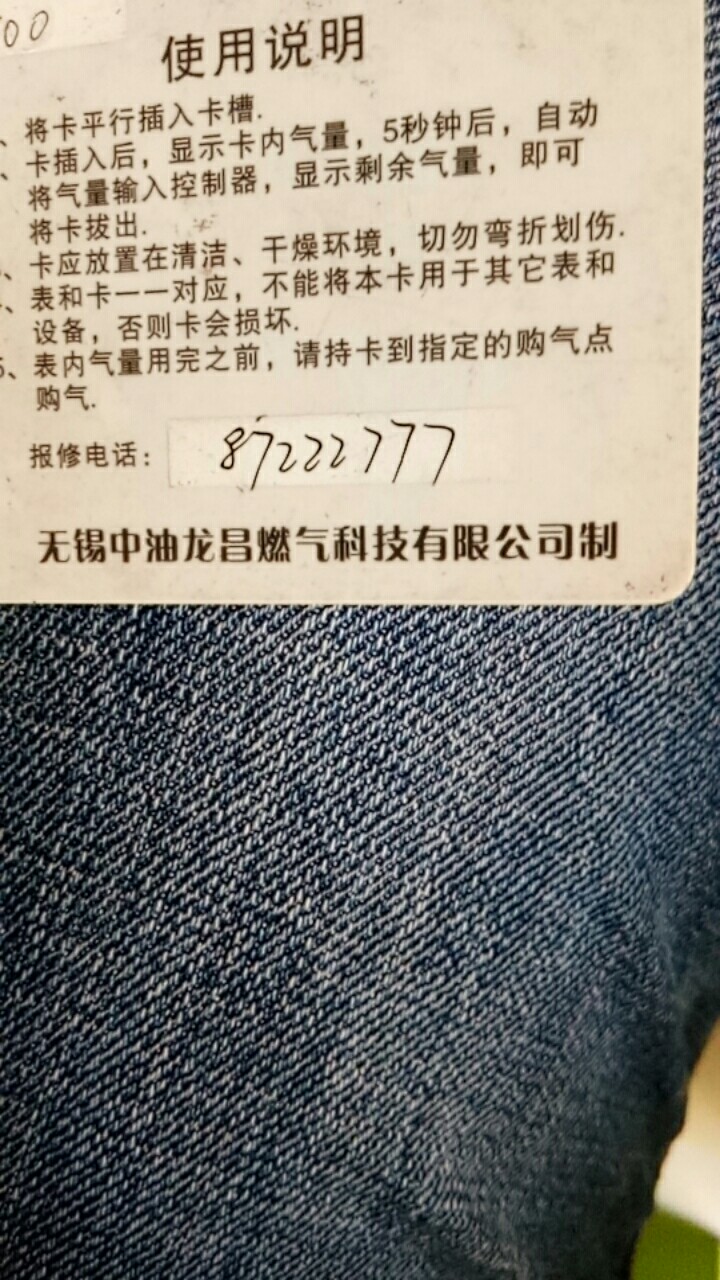 00
使用说明
、将卡平行插入卡槽.
、卡插入后，显示卡内气量，5秒钟后，自动
将气量输入控制器，显示剩余气量，即可
将卡拔出.
、卡应放置在清洁、干燥环境，切勿弯折划伤.
、表和卡一一对应，不能将本卡用于其它表和
设备，否则卡会损坏.
5、表内气量用完之前，请持卡到指定的购气点
购气.
报修电话：87222777
无锡中油龙昌燃气科技有限公司制